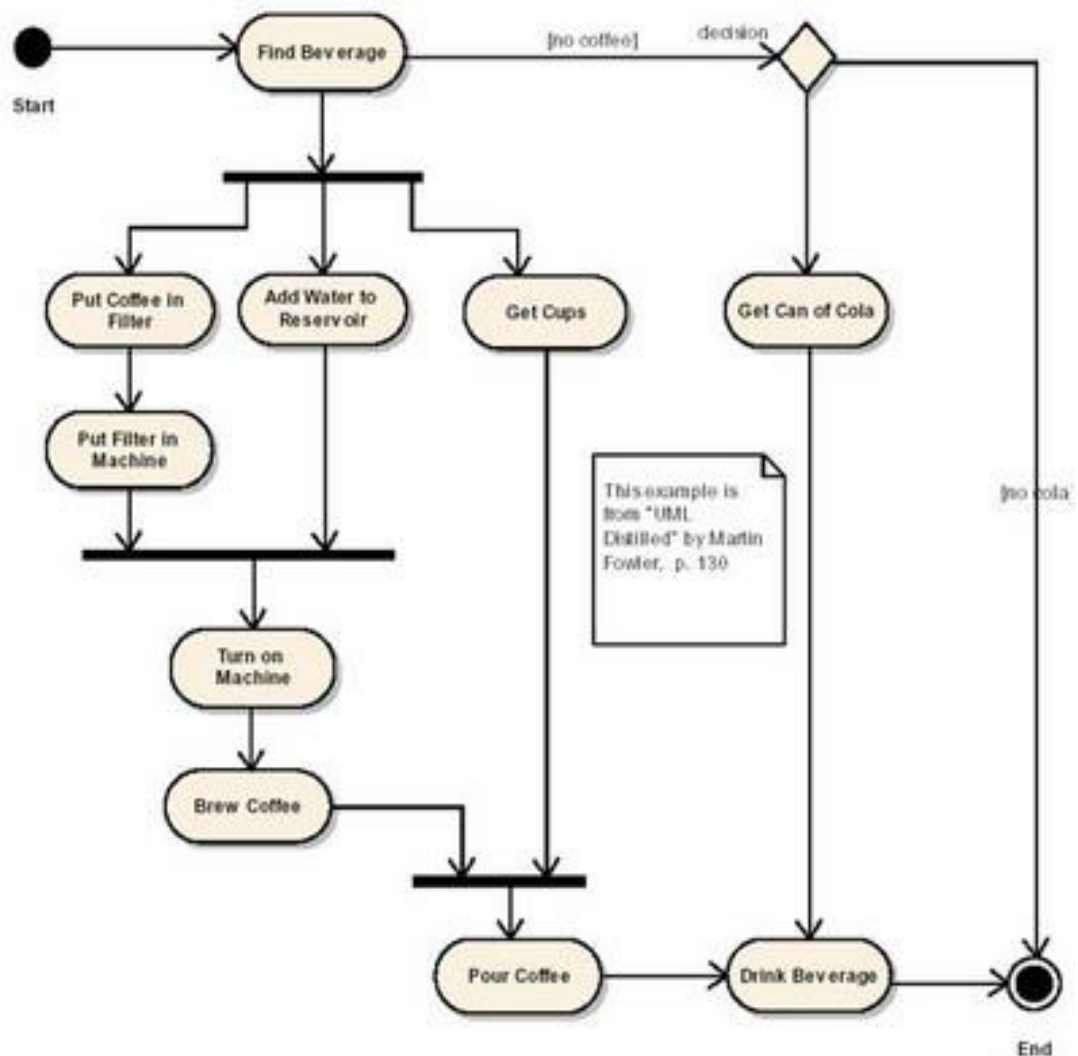 Find Beverage
[no coffee]
decision
Start
Put Coffee in
Filter
Add Water to
Reservoir
Get Cups
Get Can of Cola
Put Filter in
Machine
This example is
from "UML
Distilled" by Martin
Fowler, p. 130
[no cola
Turn on
Machine
Brew Coffee
Pour Coffee
Drink Beverage
End